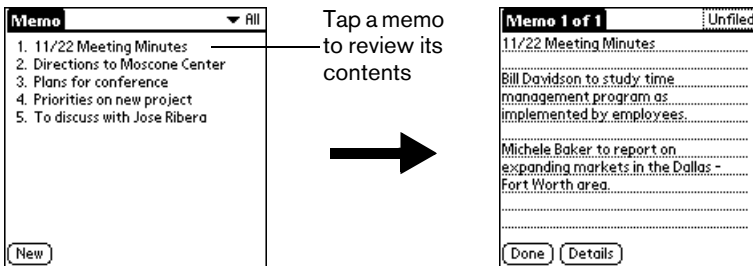 Memo
All
1. 11/22 Meeting Minutes
2. Directions to Moscone Center
3. Plans for conference
4. Priorities on new project
5. To discuss with Jose Ribera
New
Tap a memo
to review its
contents
Memo 1 of 1
Unfiled
11/22 Meeting Minutes
Bill Davidson to study time
management program as
implemented by employees.
Michele Baker to report on
expanding markets in the Dallas -
Fort Worth area.
Done
Details